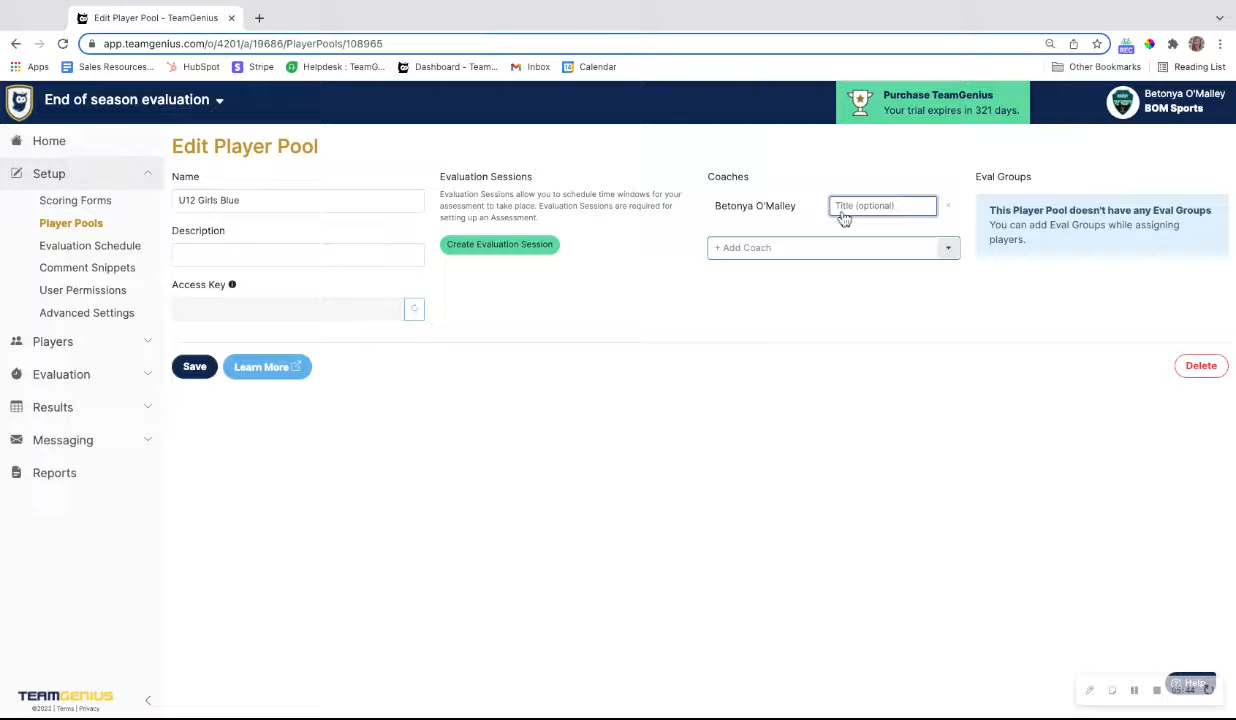 Edit Player Pool - TeamGenius
app.teamgenius.com/o/4201/a/19686/PlayerPools/108965
REC
Apps
Sales Resources...
HubSpot
Stripe
Helpdesk : TeamG...
Dashboard - Team...
Inbox
Calendar
Other Bookmarks
Reading List
End of season evaluation
Purchase TeamGenius
Your trial expires in 321 days.
Betonya O'Malley
BOM Sports
Home
Setup
Scoring Forms
Player Pools
Evaluation Schedule
Comment Snippets
User Permissions
Advanced Settings
Players
Evaluation
Results
Messaging
Reports
Edit Player Pool
Name
U12 Girls Blue
Description
Access Key
Evaluation Sessions
Evaluation Sessions allow you to schedule time windows for your
assessment to take place. Evaluation Sessions are required for
setting up an Assessment.
Create Evaluation Session
Coaches
Betonya O'Malley
Title (optional)
+ Add Coach
Eval Groups
This Player Pool doesn't have any Eval Groups
You can add Eval Groups while assigning
players.
Save
Learn More
Delete
TEAMGENIUS
©2022 | Terms | Privacy
Help
05:44